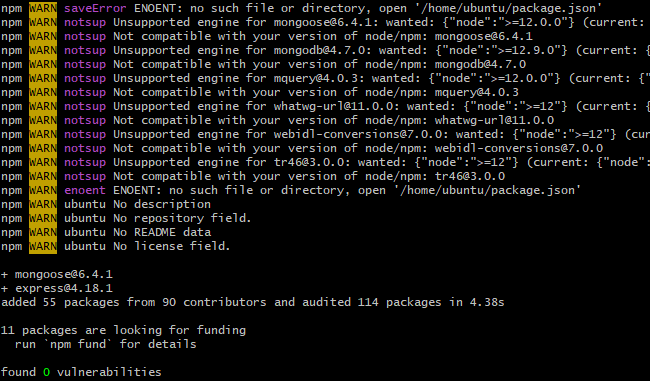 npm WARN saveError ENOENT: no such file or directory, open '/home/ubuntu/package.json'
npm WARN notsup Unsupported engine for mongoose@6.4.1: wanted: {"node":">=12.0.0"} (current:
npm WARN notsup Not compatible with your version of node/npm: mongoose@6.4.1
npm WARN notsup Unsupported engine for mongodb@4.7.0: wanted: {"node":">=12.9.0"} (current: {
npm WARN notsup Not compatible with your version of node/npm: mongodb@4.7.0
npm WARN notsup Unsupported engine for mquery@4.0.3: wanted: {"node":">=12.0.0"} (current: {"
npm WARN notsup Not compatible with your version of node/npm: mquery@4.0.3
npm WARN notsup Unsupported engine for whatwg-url@11.0.0: wanted: {"node":">=12"} (current: {
npm WARN notsup Not compatible with your version of node/npm: whatwg-url@11.0.0
npm WARN notsup Unsupported engine for webidl-conversions@7.0.0: wanted: {"node":">=12"} (cur
npm WARN notsup Not compatible with your version of node/npm: webidl-conversions@7.0.0
npm WARN notsup Unsupported engine for tr46@3.0.0: wanted: {"node":">=12"} (current: {"node":
npm WARN notsup Not compatible with your version of node/npm: tr46@3.0.0
npm WARN enoent ENOENT: no such file or directory, open '/home/ubuntu/package.json'
npm WARN ubuntu No description
npm WARN ubuntu No repository field.
npm WARN ubuntu No README data
npm WARN ubuntu No license field.
+ mongoose@6.4.1
+ express@4.18.1
added 55 packages from 90 contributors and audited 114 packages in 4.38s
11 packages are looking for funding
run `npm fund` for details
found 0 vulnerabilities